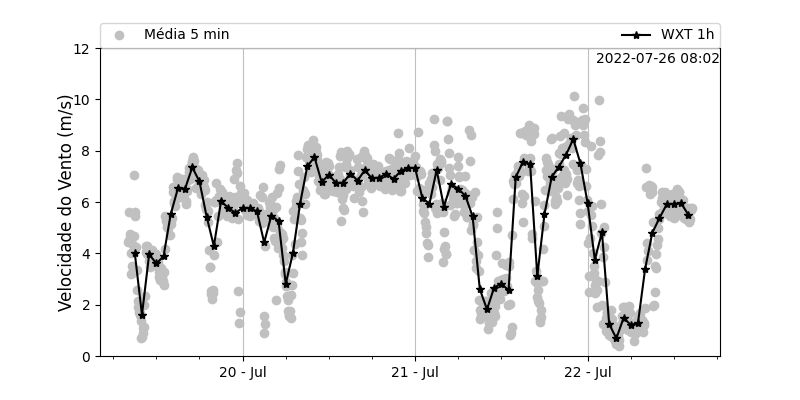 Média 5 min
WXT 1h
2022-07-26 08:02
Velocidade do Vento (m/s)
12
10
8
6
4
2
0
20 - Jul
21 - Jul
22 - Jul